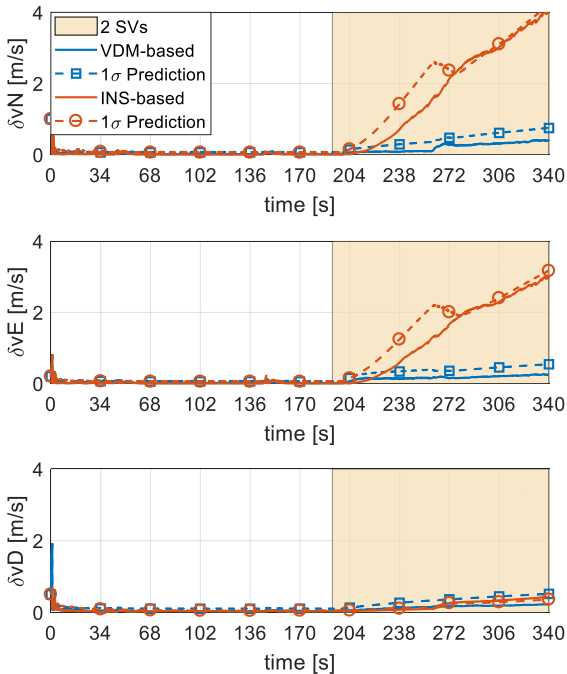 4
2
0
δvN [m/s]
2 SVs
VDM-based
1σ Prediction
INS-based
1σ Prediction
0 34 68 102 136 170 204 238 272 306 340
time [s]
4
2
0
δvE [m/s]
0 34 68 102 136 170 204 238 272 306 340
time [s]
4
2
0
δvD [m/s]
0 34 68 102 136 170 204 238 272 306 340
time [s]